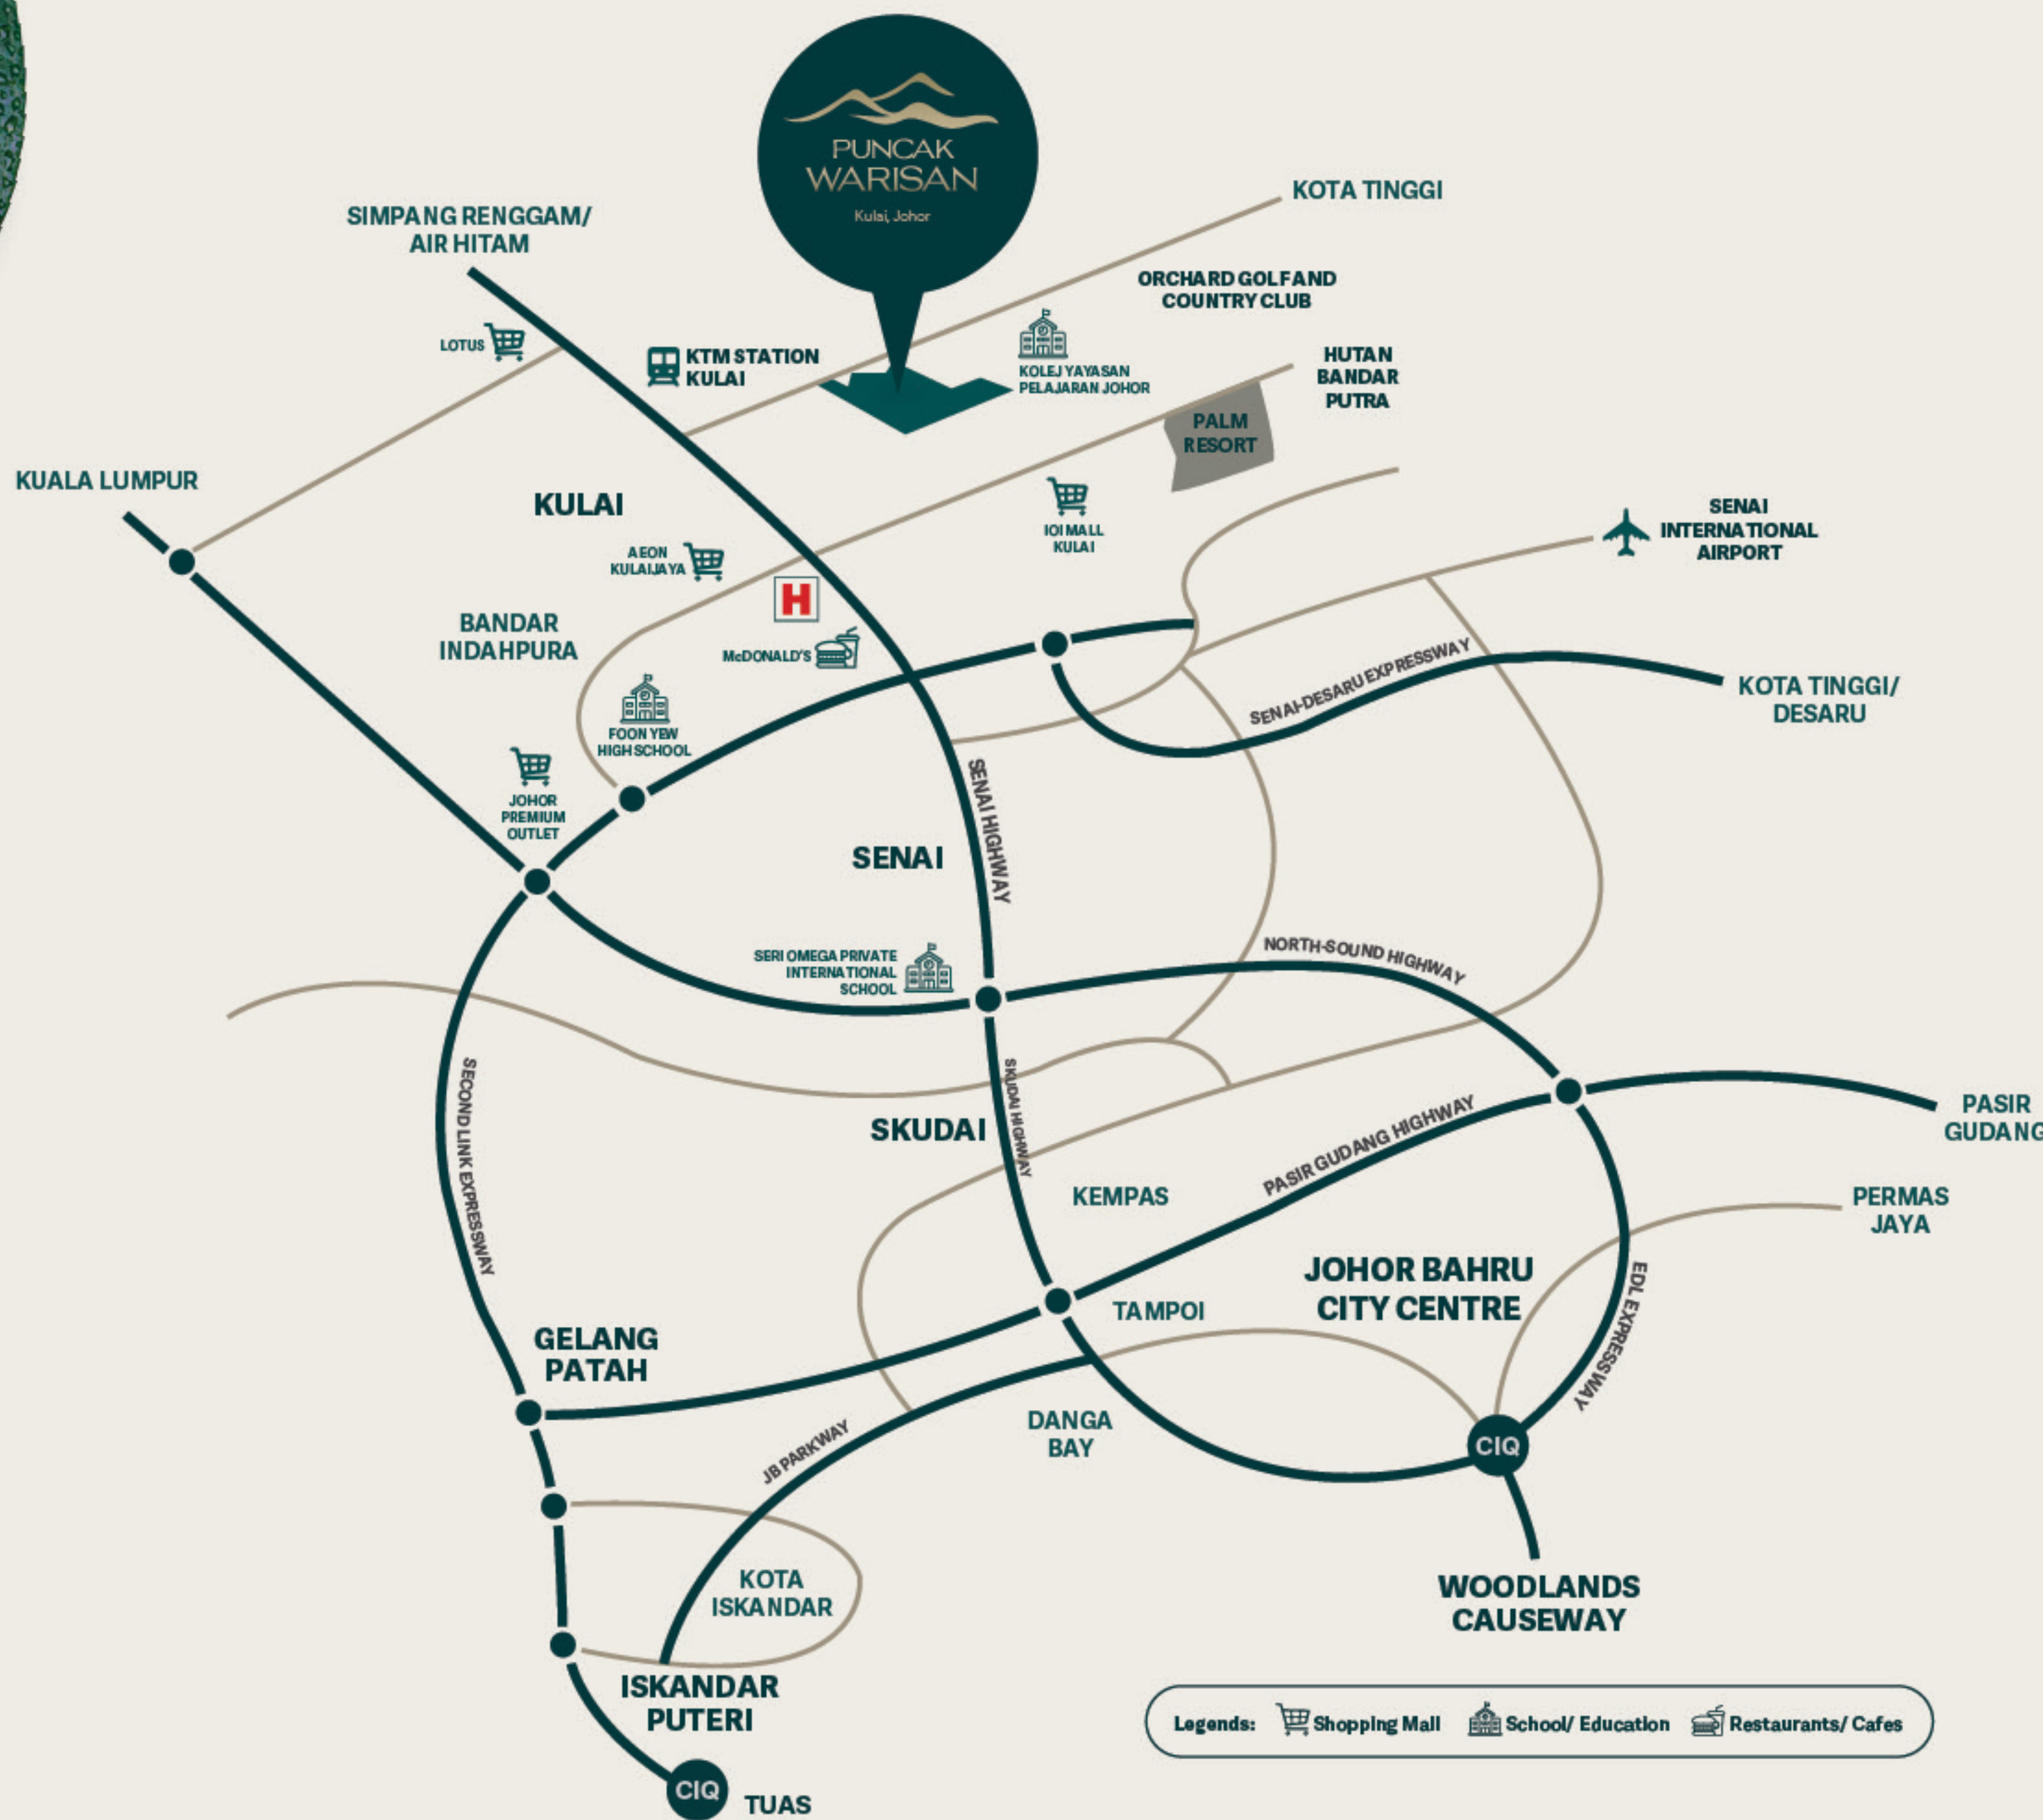 PUNCAK
WARISAN
Kulai, Johor
KOTA TINGGI
SIMPANG RENGGAM/
AIR HITAM
ORCHARD GOLF AND
COUNTRY CLUB
LOTUS
KTM STATION
KULAI
KOLEJ YAYASAN
PELAJARAN JOHOR
HUTAN
BANDAR
PUTRA
PALM
RESORT
KUALA LUMPUR
KULAI
IOI MALL
KULAI
SENAI
INTERNATIONAL
AIRPORT
AEON
KULAIJAYA
H
BANDAR
INDAHPURA
McDONALD'S
SENAI-DESARU EXPRESSWAY
KOTA TINGGI/
DESARU
FOON YEW
HIGH SCHOOL
JOHOR
PREMIUM
OUTLET
SENAI HIGHWAY
SENAI
SERI OMEGA PRIVATE
INTERNATIONAL
SCHOOL
NORTH-SOUND HIGHWAY
SECOND LINK EXPRESSWAY
SKUDAI HIGHWAY
SKUDAI
PASIR GUDANG HIGHWAY
PASIR
GUDANG
KEMPAS
PERMAS
JAYA
JOHOR BAHRU
CITY CENTRE
TAMPOI
EDL EXPRESSWAY
GELANG
PATAH
JB PARKWAY
DANGA
BAY
CIQ
KOTA
ISKANDAR
WOODLANDS
CAUSEWAY
ISKANDAR
PUTERI
Legends: Shopping Mall School/ Education Restaurants/ Cafes
CIQ
TUAS